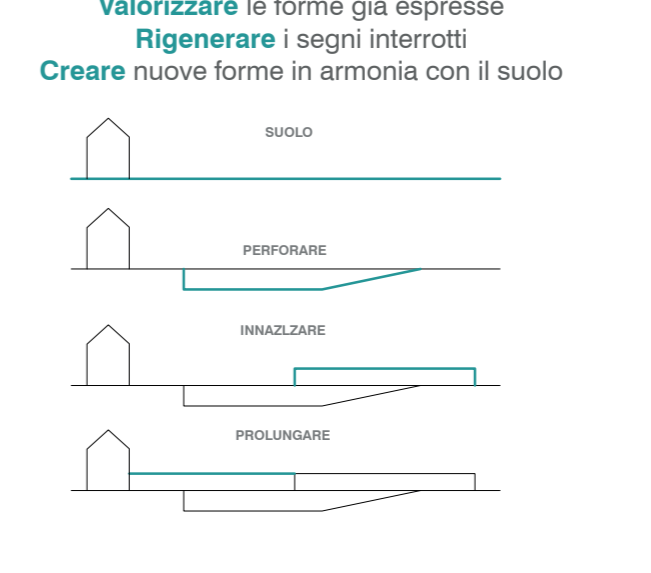 Valorizzare le forme già espresse
Rigenerare i segni interrotti
Creare nuove forme in armonia con il suolo
SUOLO
PERFORARE
INNAZLZARE
PROLUNGARE